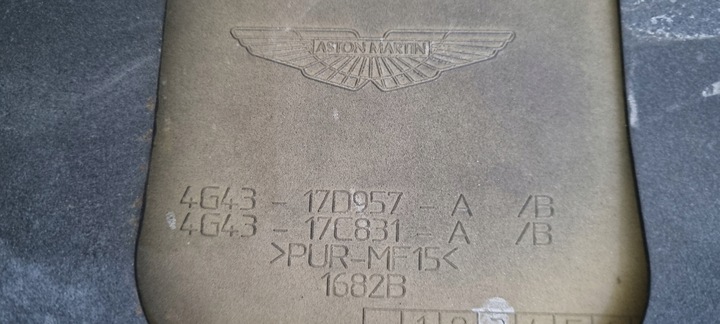 ASTON MARTIN
4G43 - 17D957 - A /B
4G43 - 17C831 - A /B
>PUR-MF15<
1682B